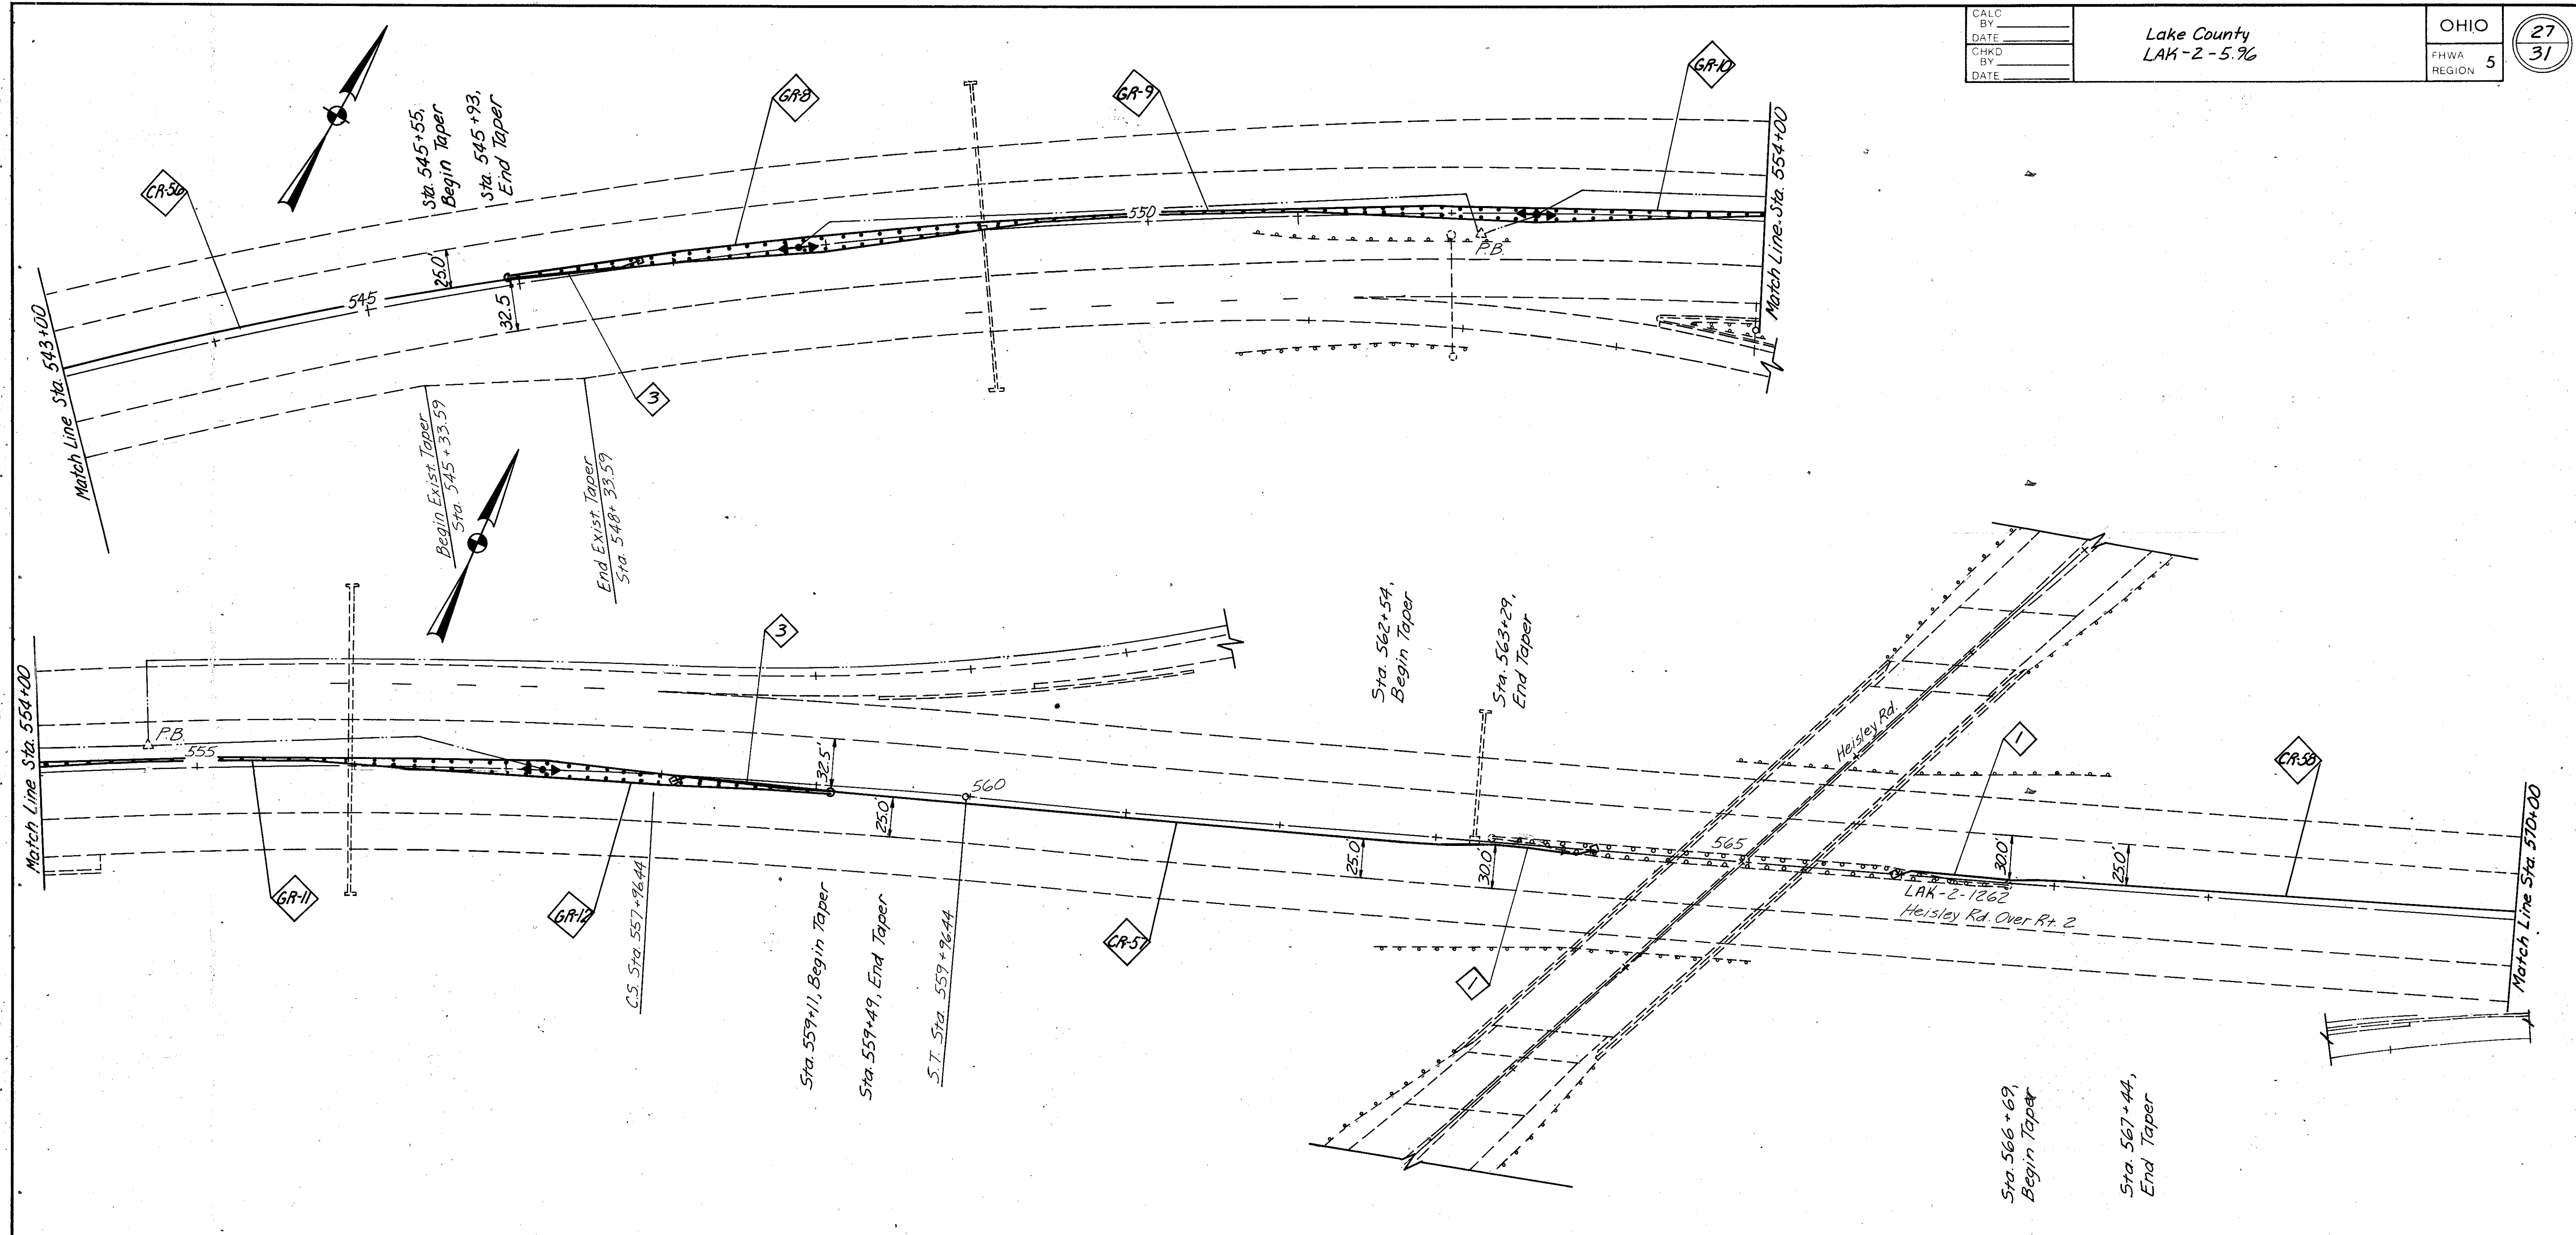 CALC
BY
DATE
CHKD
BY
DATE
Lake County
LAK-2-5.96
OHIO
FHWA
REGION 5
27
31
CR-56
Sta. 545+55,
Begin Taper
Sta. 545+93,
End Taper
GR-8
GR-9
GR-10
Match Line Sta. 543+00
545
25.0'
32.5
3
550
P.B.
Match Line Sta. 554+00
Begin Exist. Taper
Sta. 545+33.59
End Exist. Taper
Sta. 548+33.59
Match Line Sta. 554+00
P.B.
555
3
32.5'
25.0'
560
GR-11
GR-12
C.S. Sta. 557+96.44
Sta. 559+11, Begin Taper
Sta. 559+49, End Taper
S.T. Sta. 559+96.44
CR-57
Sta. 562+54,
Begin Taper
Sta. 563+29,
End Taper
25.0'
30.0'
1
565
Heisley Rd.
1
CR-58
30.0'
25.0'
LAK-2-1262
Heisley Rd. Over Rt. 2
Match Line Sta. 570+00
Sta. 566+69,
Begin Taper
Sta. 567+44,
End Taper